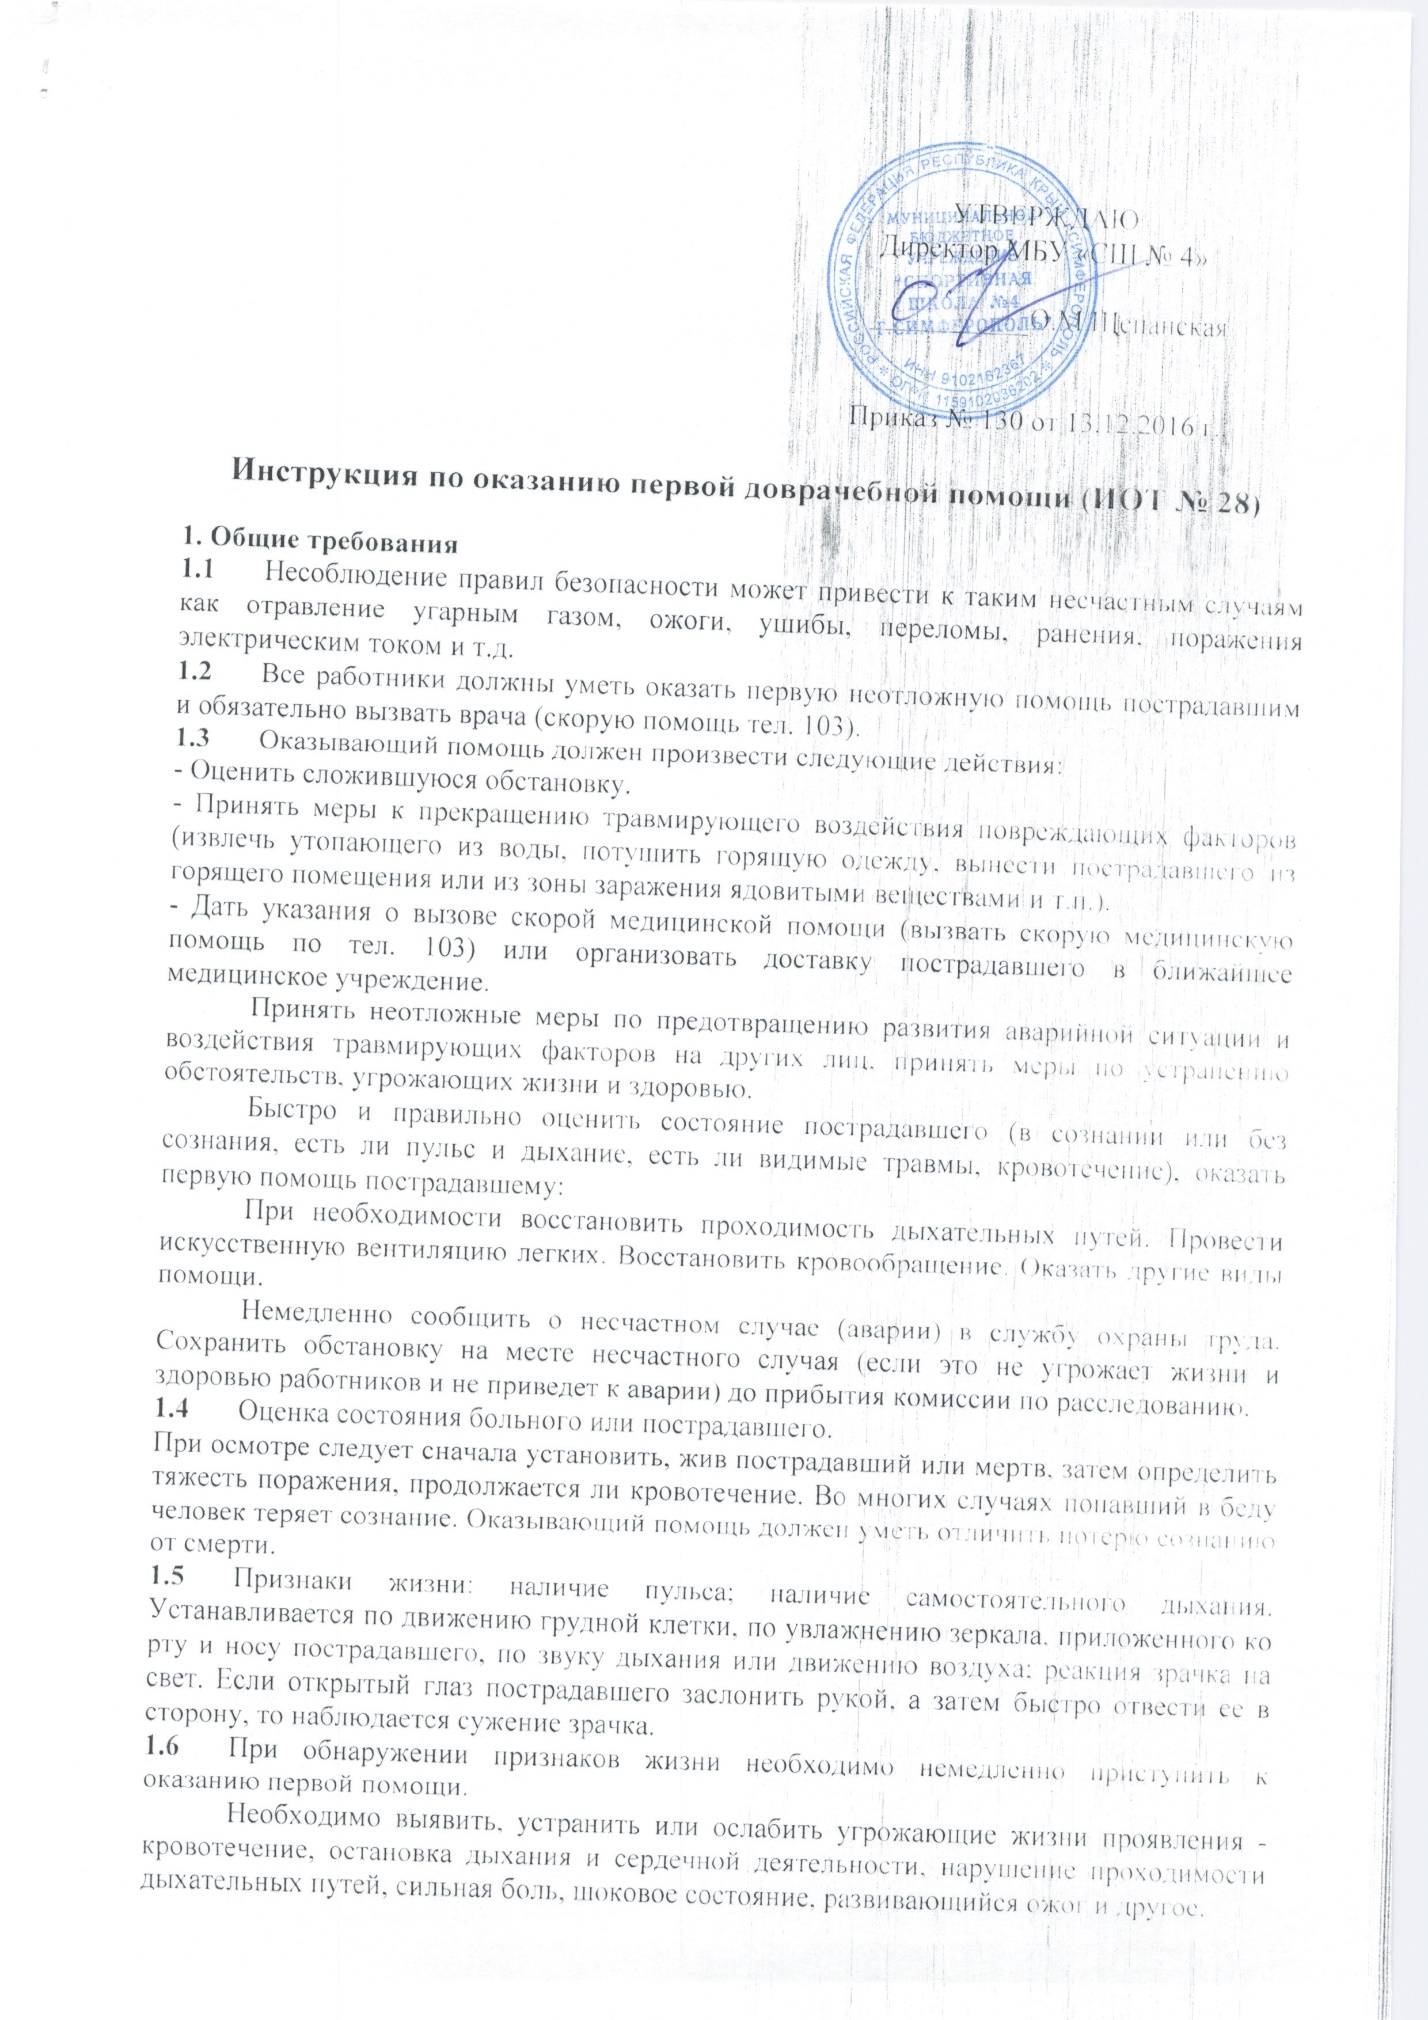 УТВЕРЖДАЮ
Директор МБУ «СШ № 4»
О.М.Щепанская
РОССИЙСКАЯ ФЕДЕРАЦИЯ РЕСПУБЛИКА КРЫМ СИМФЕРОПОЛЬ
МУНИЦИПАЛЬНОЕ
БЮДЖЕТНОЕ
УЧРЕЖДЕНИЕ
"СПОРТИВНАЯ
ШКОЛА №4
Г.СИМФЕРОПОЛЬ"
ИНН 9102162367
ОГРН 1159102036202
Приказ № 130 от 13.12.2016 г.
Инструкция по оказанию первой доврачебной помощи (ИОТ № 28)
1. Общие требования
1.1 Несоблюдение правил безопасности может привести к таким несчастным случаям
как отравление угарным газом, ожоги, ушибы, переломы, ранения, поражения
электрическим током и т.д.
1.2 Все работники должны уметь оказать первую неотложную помощь пострадавшим
и обязательно вызвать врача (скорую помощь тел. 103).
1.3 Оказывающий помощь должен произвести следующие действия:
- Оценить сложившуюся обстановку.
- Принять меры к прекращению травмирующего воздействия повреждающих факторов
(извлечь утопающего из воды, потушить горящую одежду, вынести пострадавшего из
горящего помещения или из зоны заражения ядовитыми веществами и т.п.).
- Дать указания о вызове скорой медицинской помощи (вызвать скорую медицинскую
помощь по тел. 103) или организовать доставку пострадавшего в ближайшее
медицинское учреждение.
Принять неотложные меры по предотвращению развития аварийной ситуации и
воздействия травмирующих факторов на других лиц, принять меры по устранению
обстоятельств, угрожающих жизни и здоровью.
Быстро и правильно оценить состояние пострадавшего (в сознании или без
сознания, есть ли пульс и дыхание, есть ли видимые травмы, кровотечение), оказать
первую помощь пострадавшему:
При необходимости восстановить проходимость дыхательных путей. Провести
искусственную вентиляцию легких. Восстановить кровообращение. Оказать другие виды
помощи.
Немедленно сообщить о несчастном случае (аварии) в службу охраны труда.
Сохранить обстановку на месте несчастного случая (если это не угрожает жизни и
здоровью работников и не приведет к аварии) до прибытия комиссии по расследованию.
1.4 Оценка состояния больного или пострадавшего.
При осмотре следует сначала установить, жив пострадавший или мертв, затем определить
тяжесть поражения, продолжается ли кровотечение. Во многих случаях попавший в беду
человек теряет сознание. Оказывающий помощь должен уметь отличить потерю сознанию
от смерти.
1.5 Признаки жизни: наличие пульса; наличие самостоятельного дыхания.
Устанавливается по движению грудной клетки, по увлажнению зеркала, приложенного ко
рту и носу пострадавшего, по звуку дыхания или движению воздуха; реакция зрачка на
свет. Если открытый глаз пострадавшего заслонить рукой, а затем быстро отвести ее в
сторону, то наблюдается сужение зрачка.
1.6 При обнаружении признаков жизни необходимо немедленно приступить к
оказанию первой помощи.
Необходимо выявить, устранить или ослабить угрожающие жизни проявления -
кровотечение, остановка дыхания и сердечной деятельности, нарушение проходимости
дыхательных путей, сильная боль, шоковое состояние, развивающийся ожог и другое.